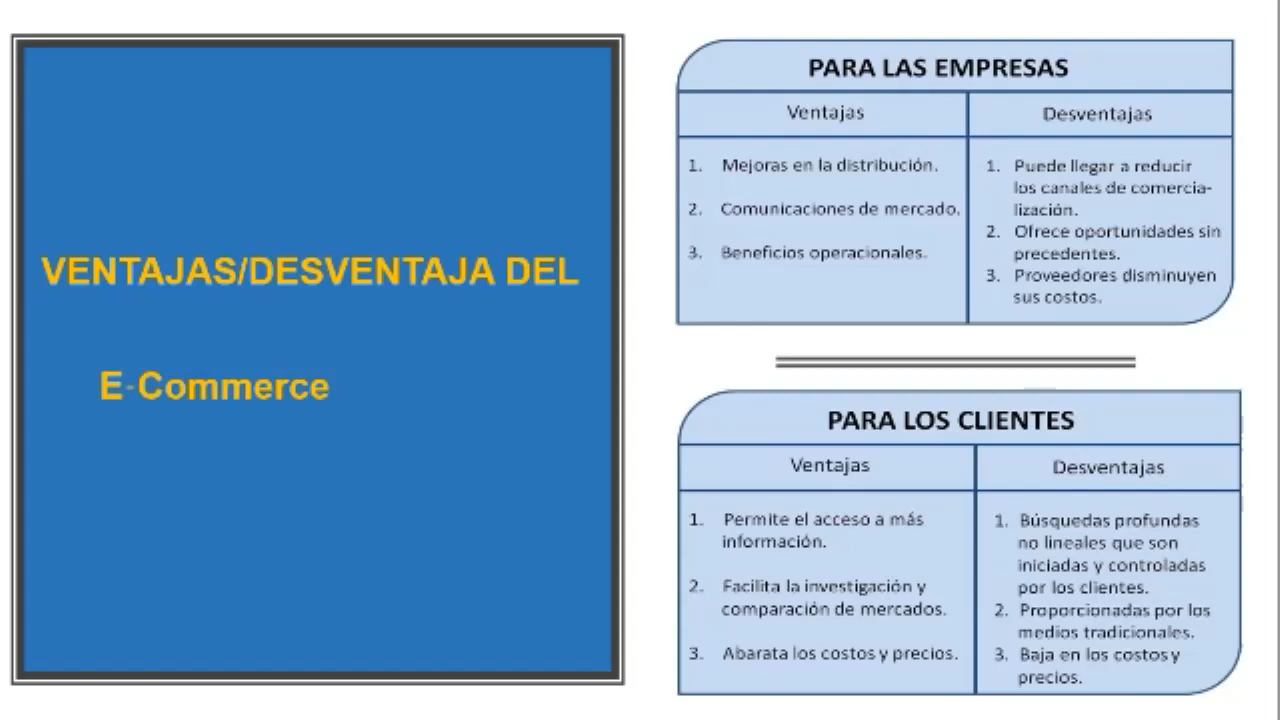 VENTAJAS/DESVENTAJA DEL
E-Commerce
PARA LAS EMPRESAS
Ventajas
Desventajas
1. Mejoras en la distribución.
2. Comunicaciones de mercado.
3. Beneficios operacionales.
1. Puede llegar a reducir
los canales de comercia-
lización.
2. Ofrece oportunidades sin
precedentes.
3. Proveedores disminuyen
sus costos.
PARA LOS CLIENTES
Ventajas
Desventajas
1. Permite el acceso a más
información.
2. Facilita la investigación y
comparación de mercados.
3. Abarata los costos y precios.
1. Búsquedas profundas
no lineales que son
iniciadas y controladas
por los clientes.
2. Proporcionadas por los
medios tradicionales.
3. Baja en los costos y
precios.